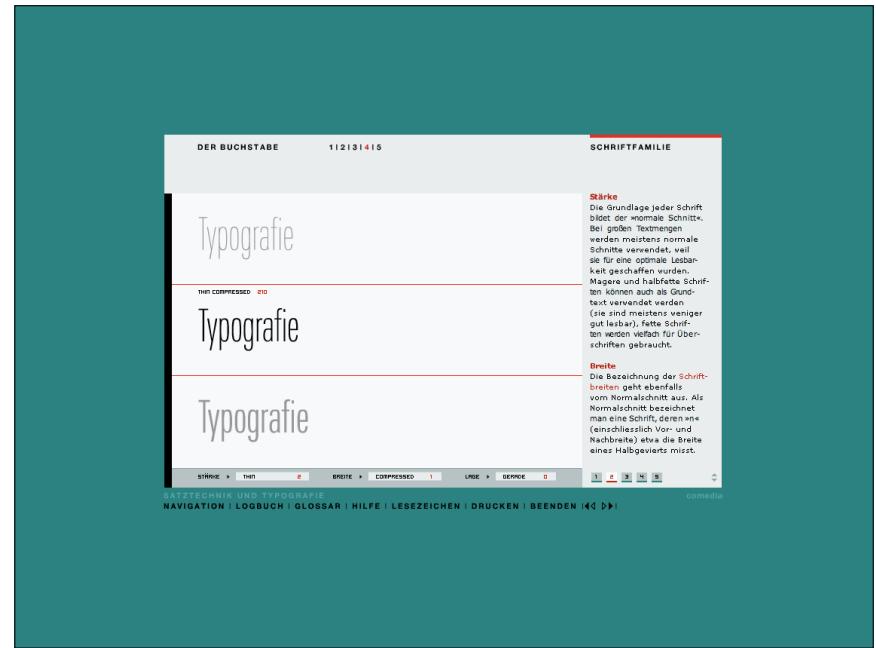 DER BUCHSTABE
1 | 2 | 3 | 4 | 5
SCHRIFTFAMILIE
Typografie
THIN COMPRESSED 210
Typografie
Typografie
STÄRKE THIN 2 BREITE COMPRESSED 1 LAGE GERADE 0
Stärke
Die Grundlage jeder Schrift
bildet der »normale Schnitt«.
Bei großen Textmengen
werden meistens normale
Schnitte verwendet, weil
sie für eine optimale Lesbar-
keit geschaffen wurden.
Magere und halbfette Schrif-
ten können auch als Grund-
text verwendet werden
(sie sind meistens weniger
gut lesbar), fette Schrif-
ten werden vielfach für Über-
schriften gebraucht.
Breite
Die Bezeichnung der Schrift-
breiten geht ebenfalls
vom Normalschnitt aus. Als
Normalschnitt bezeichnet
man eine Schrift, deren »n«
(einschliesslich Vor- und
Nachbreite) etwa die Breite
eines Halbgevierts misst.
1 2 3 4 5
SATZTECHNIK UND TYPOGRAFIE
comedia
NAVIGATION | LOGBUCH | GLOSSAR | HILFE | LESEZEICHEN | DRUCKEN | BEENDEN